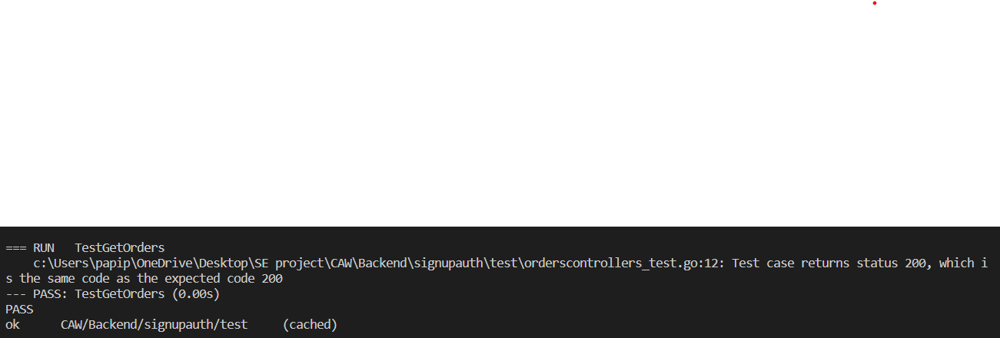 === RUN   TestGetOrders
    c:\Users\papip\OneDrive\Desktop\SE project\CAW\Backend\signupauth\test\orderscontrollers_test.go:12: Test case returns status 200, which i
s the same code as the expected code 200
--- PASS: TestGetOrders (0.00s)
PASS
ok      CAW/Backend/signupauth/test     (cached)